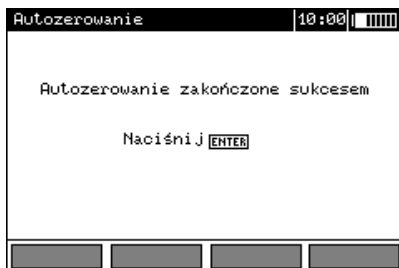 Autozerowanie 10:00
Autozerowanie zakończone sukcesem
Naciśnij ENTER